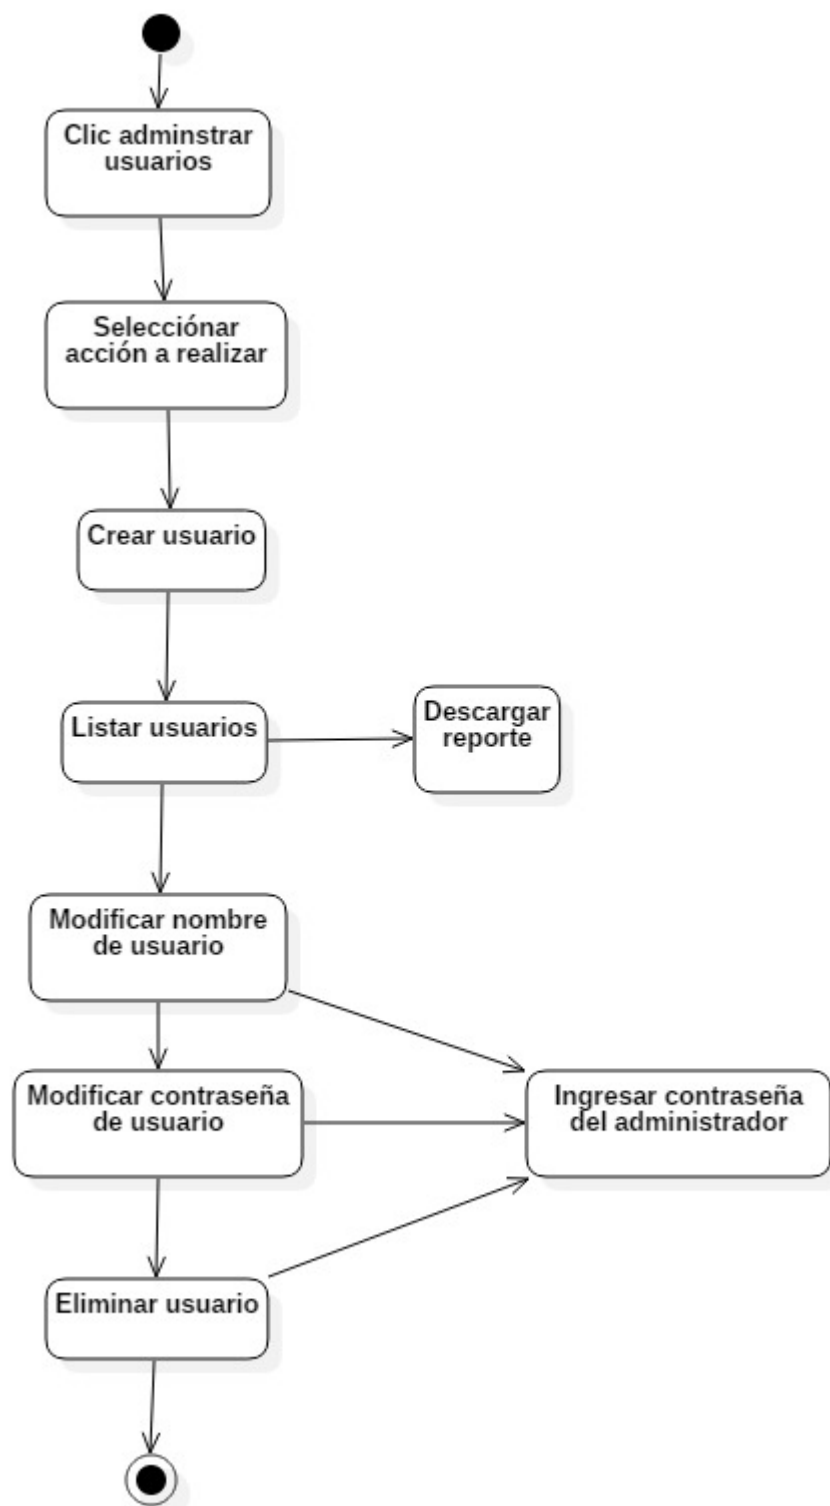 Clic adminstrar
usuarios
Selecciónar
acción a realizar
Crear usuario
Listar usuarios
Descargar
reporte
Modificar nombre
de usuario
Modificar contraseña
de usuario
Ingresar contraseña
del administrador
Eliminar usuario